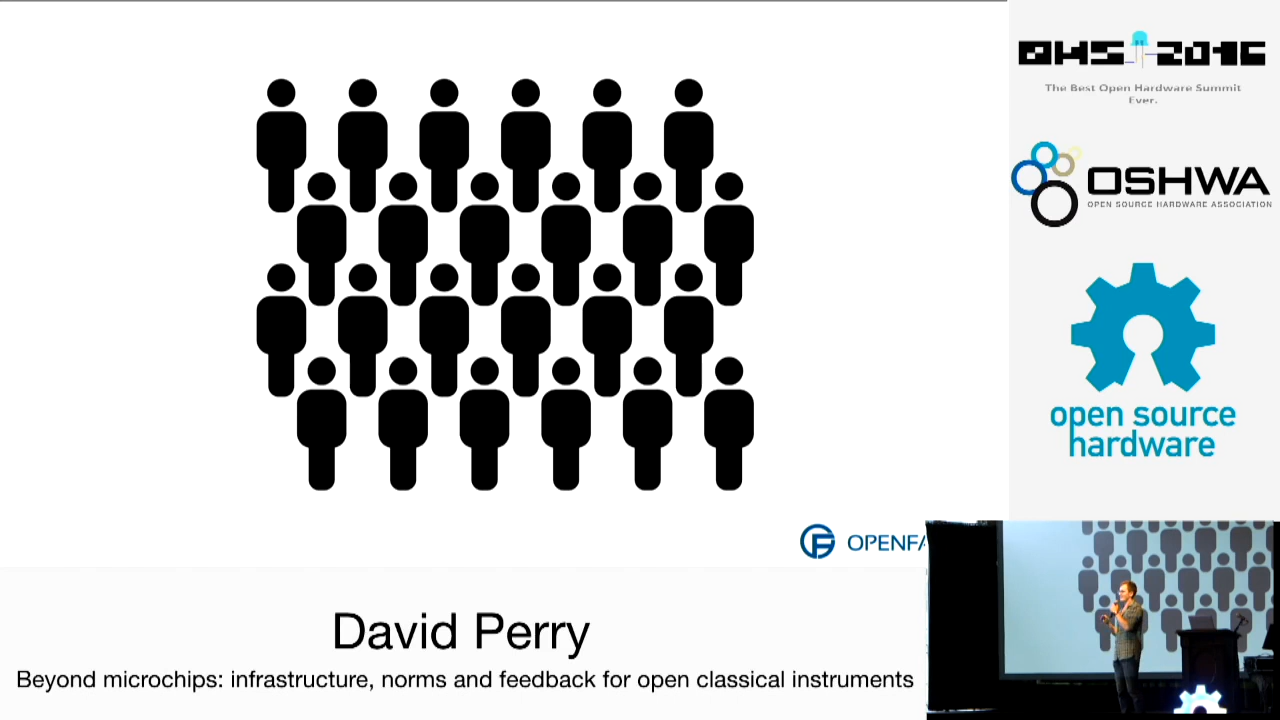 OHS 2016
The Best Open Hardware Summit
Ever.
OSHWA
OPEN SOURCE HARDWARE ASSOCIATION
open source
hardware
OPENFA
David Perry
Beyond microchips: infrastructure, norms and feedback for open classical instruments